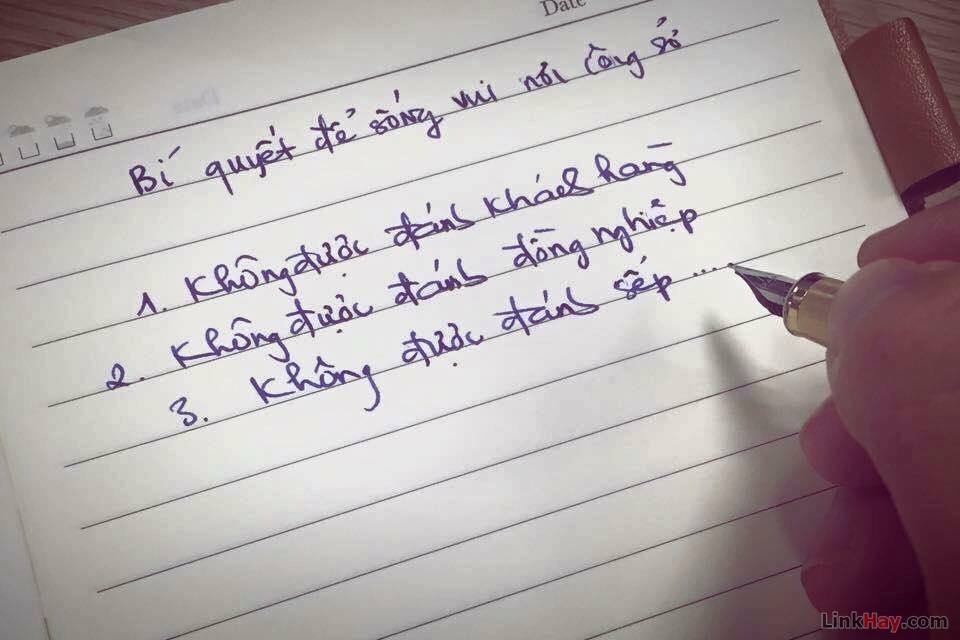 Date
Bí quyết để sống vui nơi công sở
1. Không được đánh khách hàng
2. Không được đánh đồng nghiệp
3. Không được đánh sếp ....
LinkHay.com